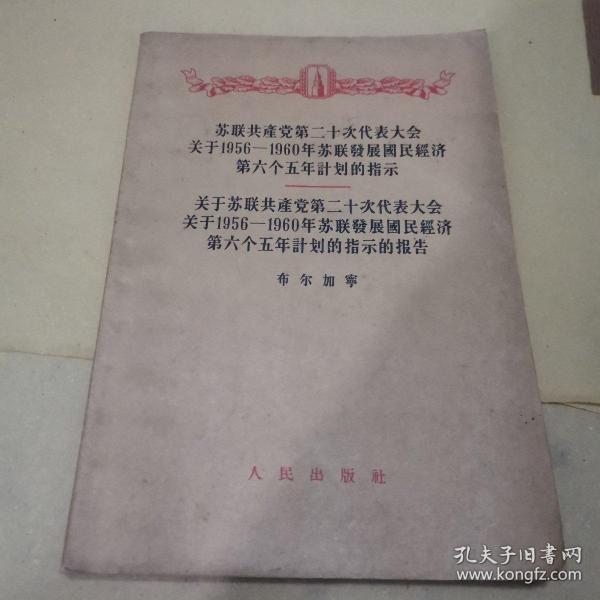 苏联共產党第二十次代表大会
关于1956—1960年苏联發展國民經济
第六个五年計划的指示
关于苏联共產党第二十次代表大会
关于1956—1960年苏联發展國民經济
第六个五年計划的指示的报告
布尔加寧
人民出版社
孔夫子旧书网
www.kongfz.com